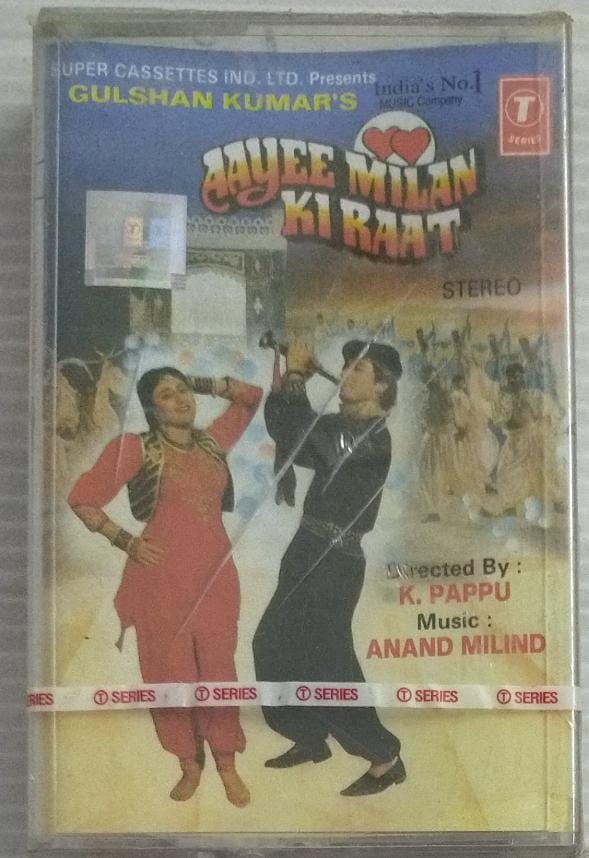 SUPER CASSETTES IND. LTD. Presents
GULSHAN KUMAR'S
India's No.1
MUSIC Company
T
SERIES
AAYEE MILAN
KI RAAT
STEREO
Directed By :
K. PAPPU
Music :
ANAND MILIND
RIES T SERIES T SERIES T SERIES T SERIES T SERIES